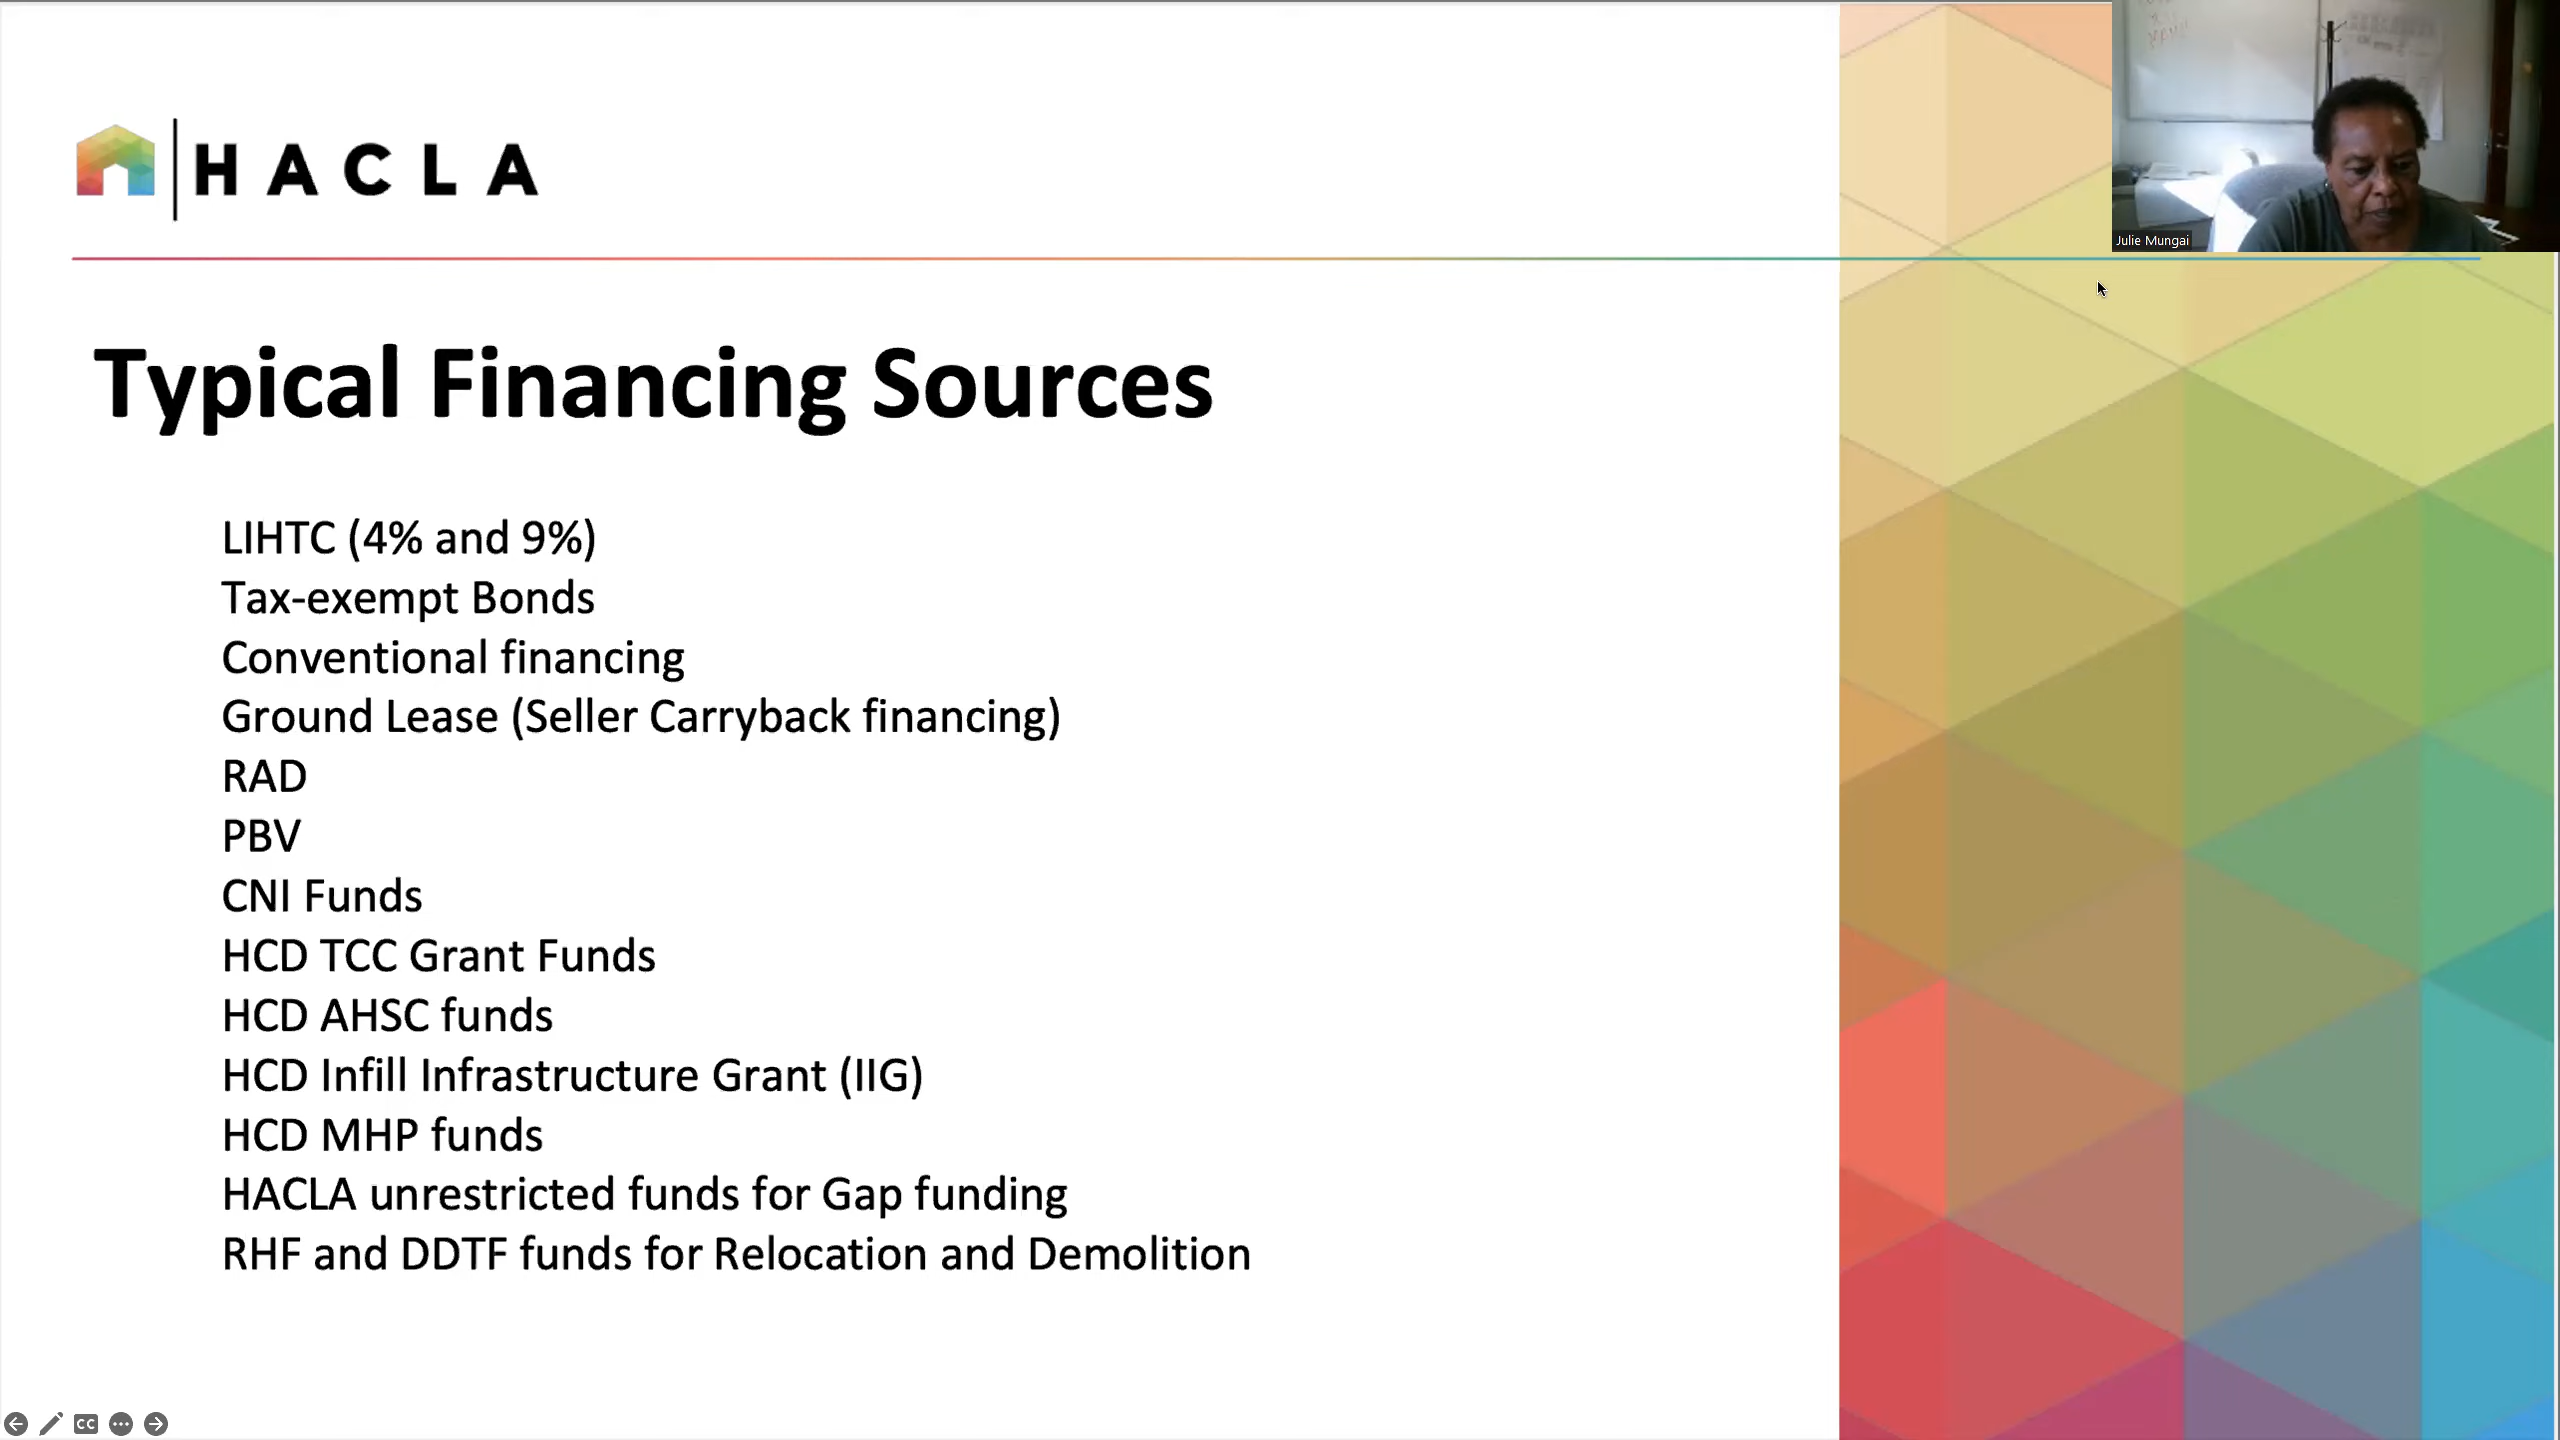 HACLA
Julie Mungai
Typical Financing Sources
LIHTC (4% and 9%)
Tax-exempt Bonds
Conventional financing
Ground Lease (Seller Carryback financing)
RAD
PBV
CNI Funds
HCD TCC Grant Funds
HCD AHSC funds
HCD Infill Infrastructure Grant (IIG)
HCD MHP funds
HACLA unrestricted funds for Gap funding
RHF and DDTF funds for Relocation and Demolition
CC